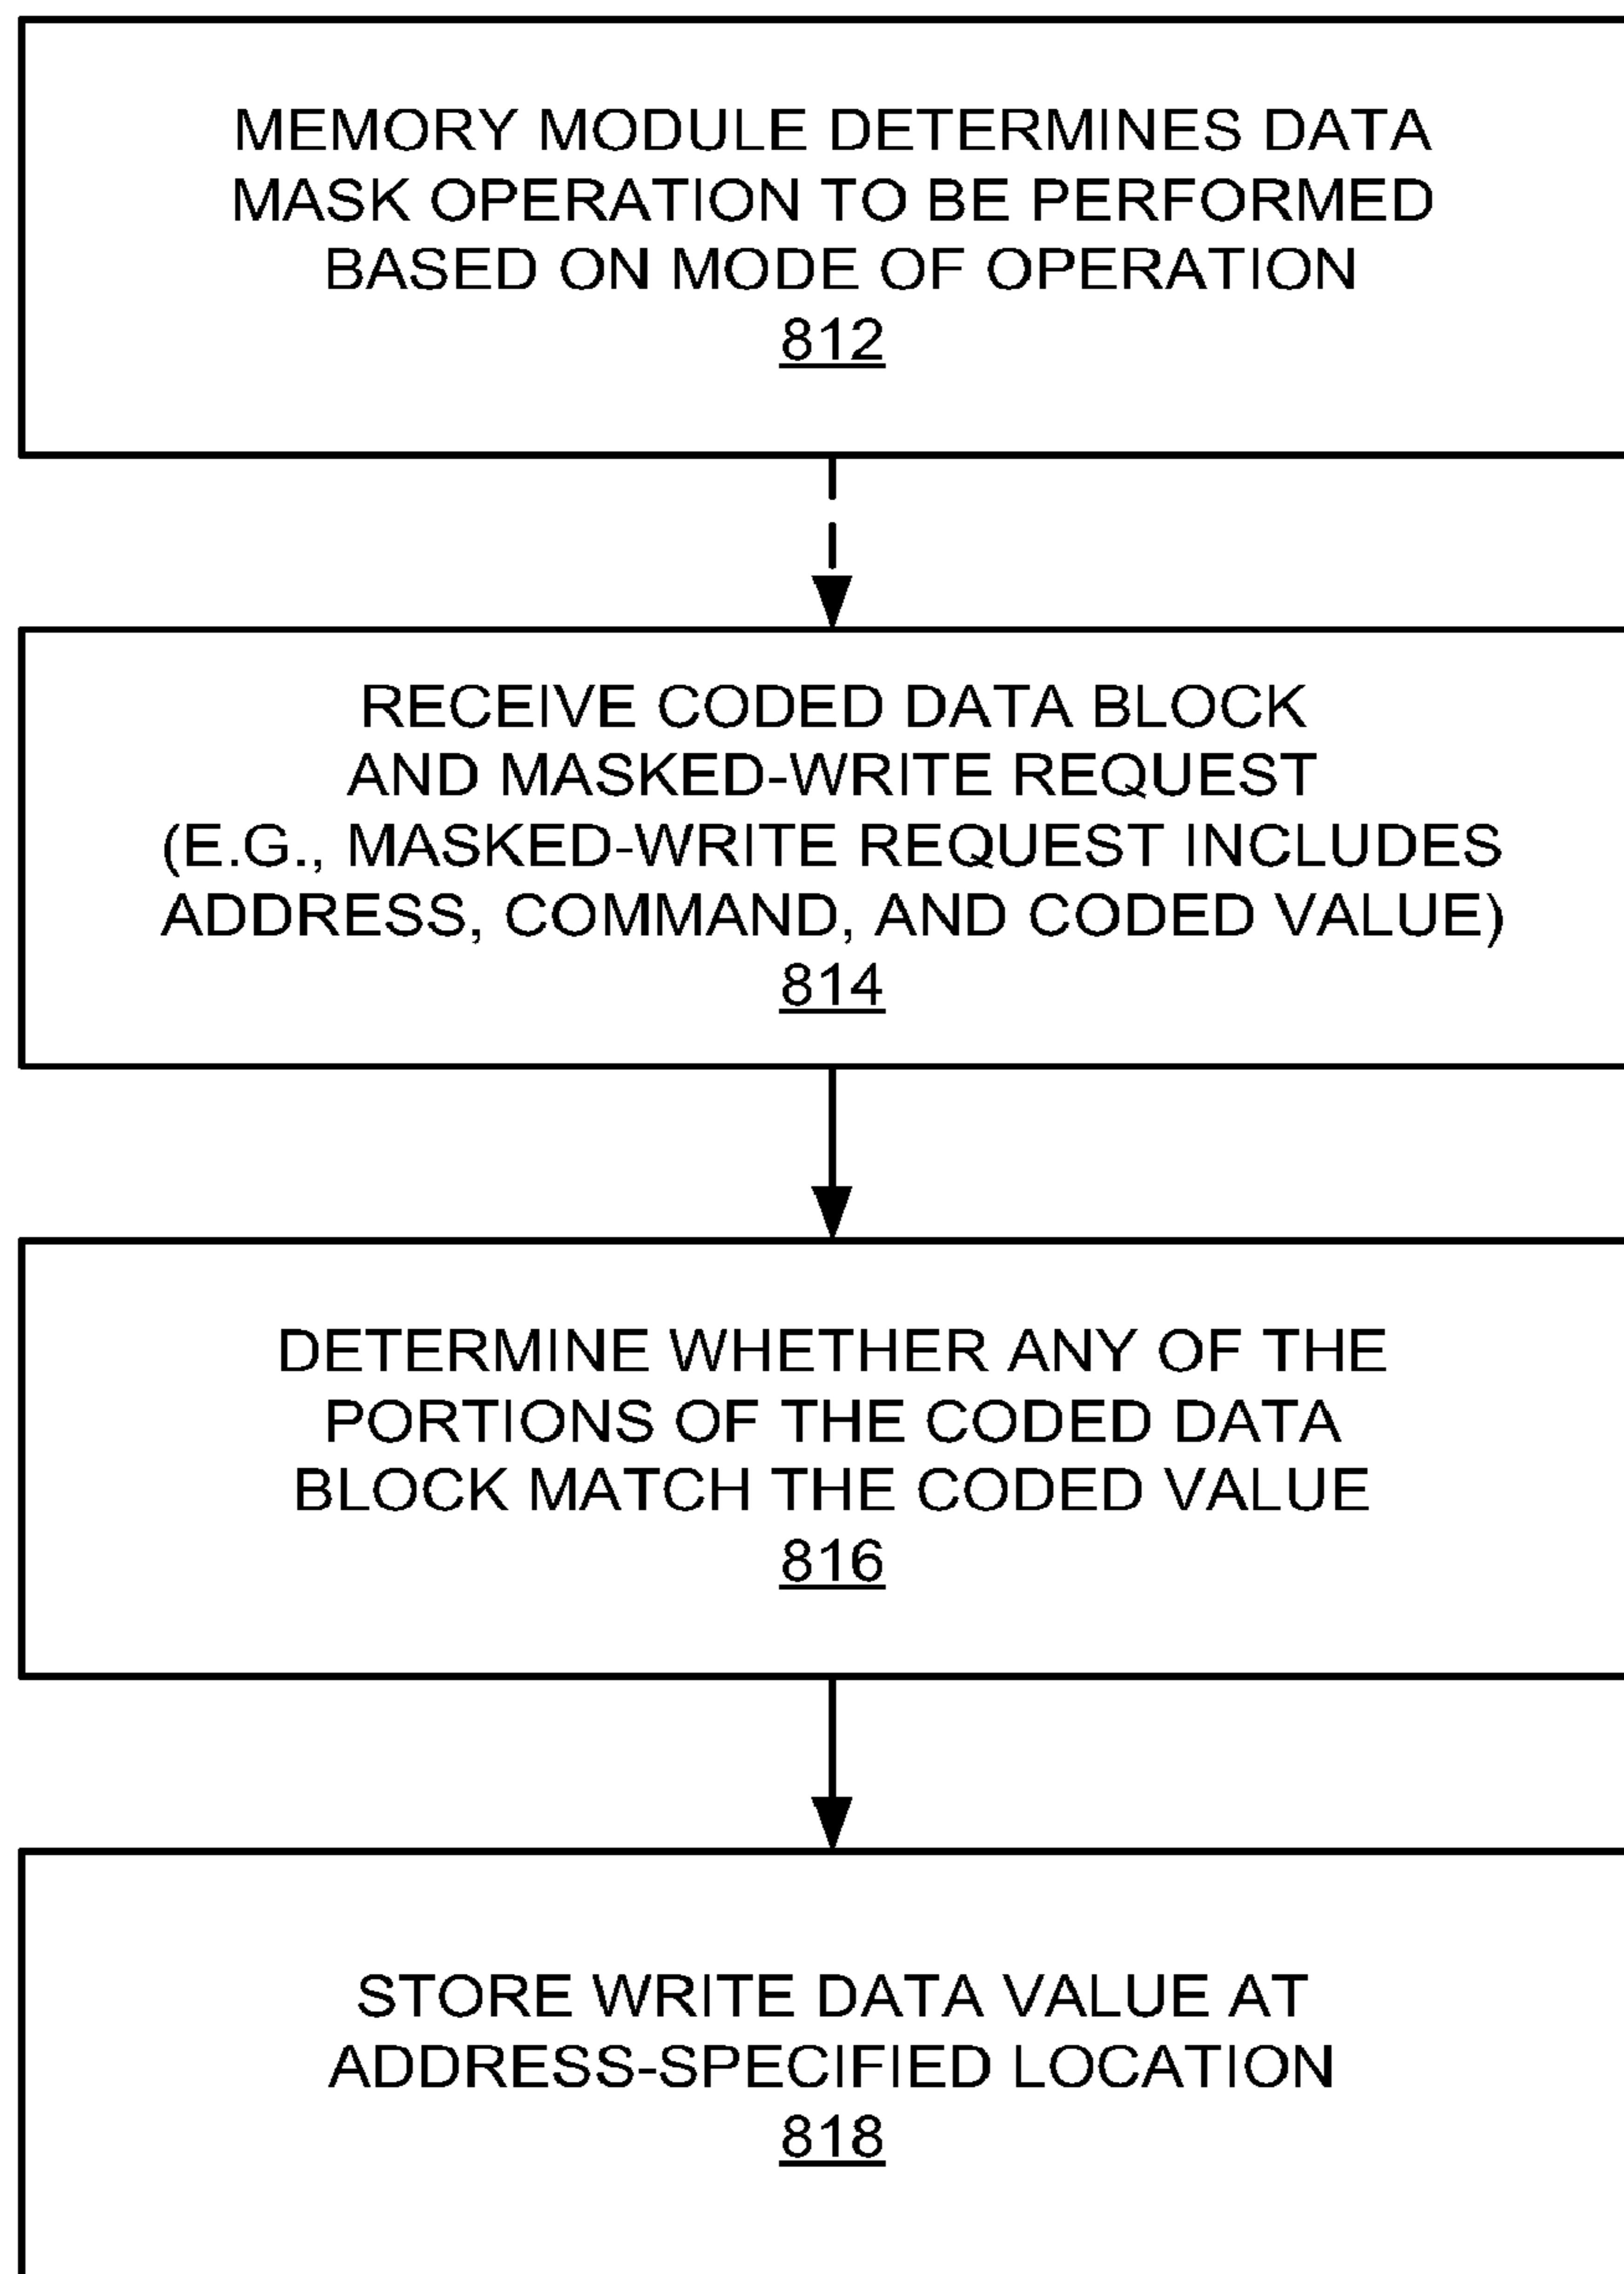 MEMORY MODULE DETERMINES DATA
MASK OPERATION TO BE PERFORMED
BASED ON MODE OF OPERATION
812
RECEIVE CODED DATA BLOCK
AND MASKED-WRITE REQUEST
(E.G., MASKED-WRITE REQUEST INCLUDES
ADDRESS, COMMAND, AND CODED VALUE)
814
DETERMINE WHETHER ANY OF THE
PORTIONS OF THE CODED DATA
BLOCK MATCH THE CODED VALUE
816
STORE WRITE DATA VALUE AT
ADDRESS-SPECIFIED LOCATION
818